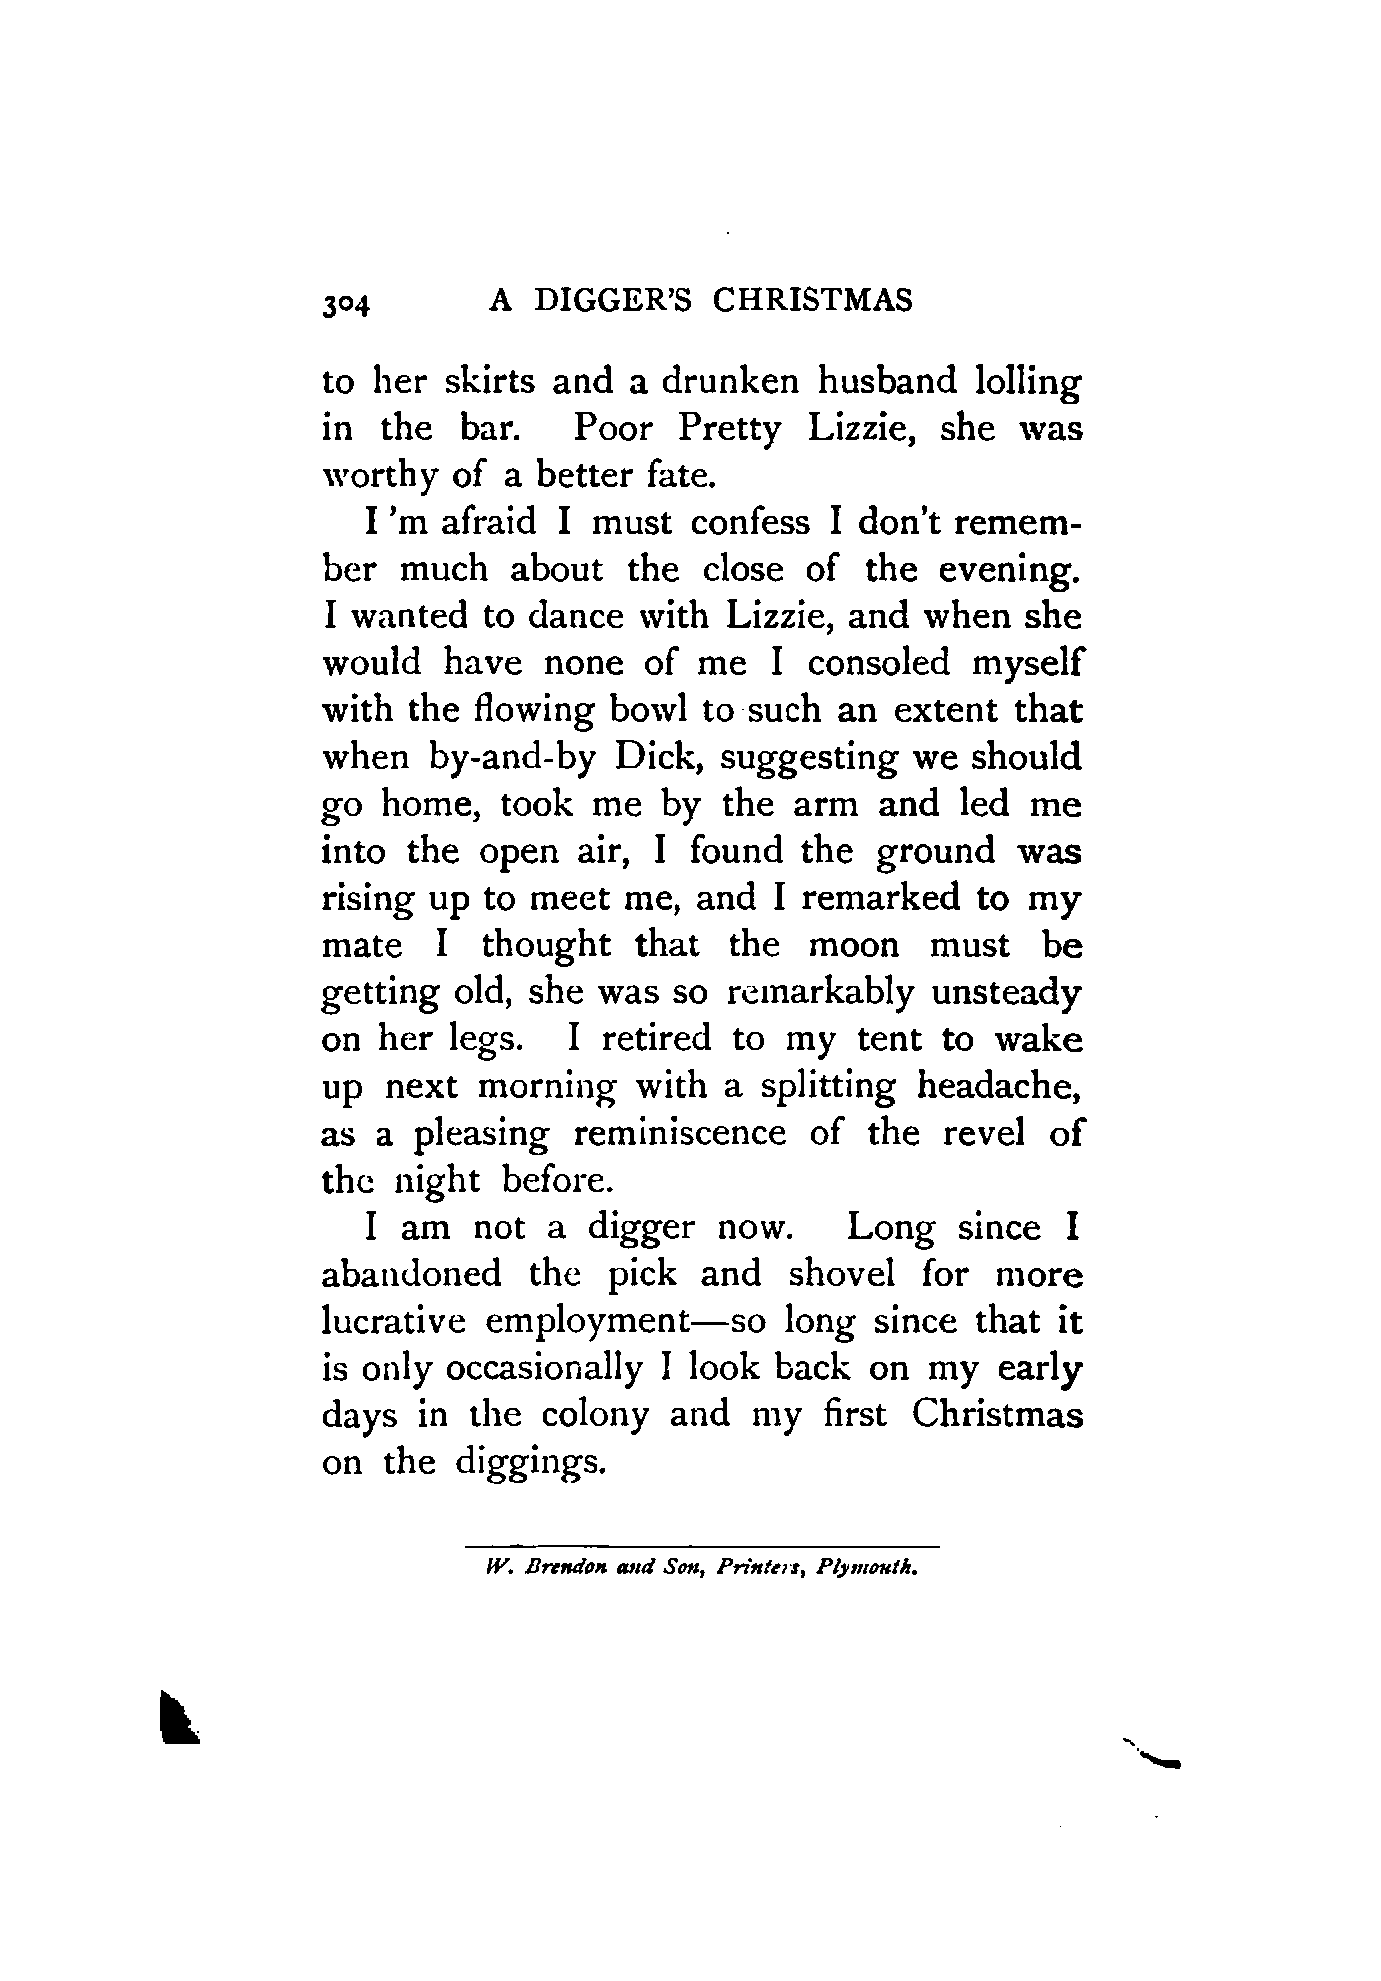 304 A DIGGER'S CHRISTMAS
to her skirts and a drunken husband lolling
in the bar. Poor Pretty Lizzie, she was
worthy of a better fate.
I 'm afraid I must confess I don't remem-
ber much about the close of the evening.
I wanted to dance with Lizzie, and when she
would have none of me I consoled myself
with the flowing bowl to such an extent that
when by-and-by Dick, suggesting we should
go home, took me by the arm and led me
into the open air, I found the ground was
rising up to meet me, and I remarked to my
mate I thought that the moon must be
getting old, she was so remarkably unsteady
on her legs. I retired to my tent to wake
up next morning with a splitting headache,
as a pleasing reminiscence of the revel of
the night before.
I am not a digger now. Long since I
abandoned the pick and shovel for more
lucrative employment—so long since that it
is only occasionally I look back on my early
days in the colony and my first Christmas
on the diggings.
W. Brendon and Son, Printers, Plymouth.